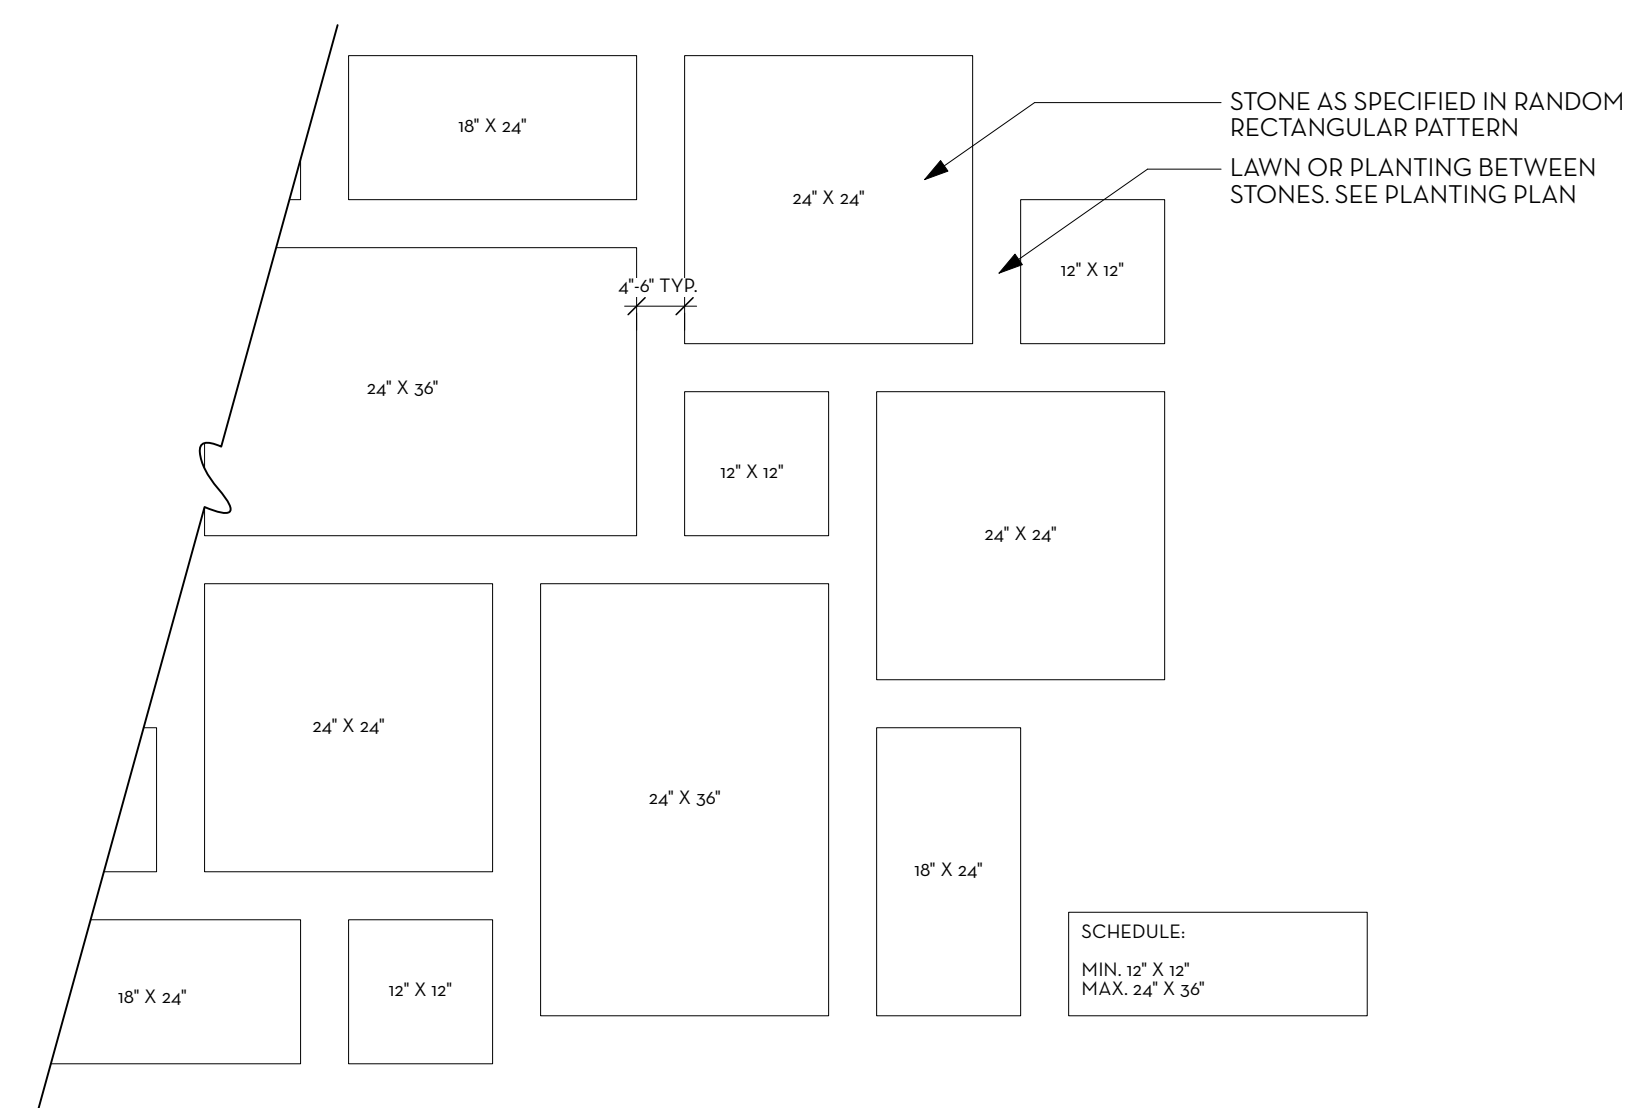 18" X 24"
24" X 24"
STONE AS SPECIFIED IN RANDOM
RECTANGULAR PATTERN
LAWN OR PLANTING BETWEEN
STONES. SEE PLANTING PLAN
12" X 12"
4"-6" TYP.
24" X 36"
12" X 12"
24" X 24"
24" X 24"
24" X 36"
18" X 24"
18" X 24"
12" X 12"
SCHEDULE:
MIN. 12" X 12"
MAX. 24" X 36"